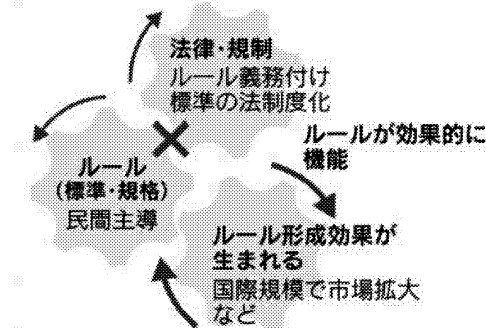 法律・規制
ルール義務付け
標準の法制度化
ルールが効果的に
機能
ルール
(標準・規格)
民間主導
ルール形成効果が
生まれる
国際規模で市場拡大
など